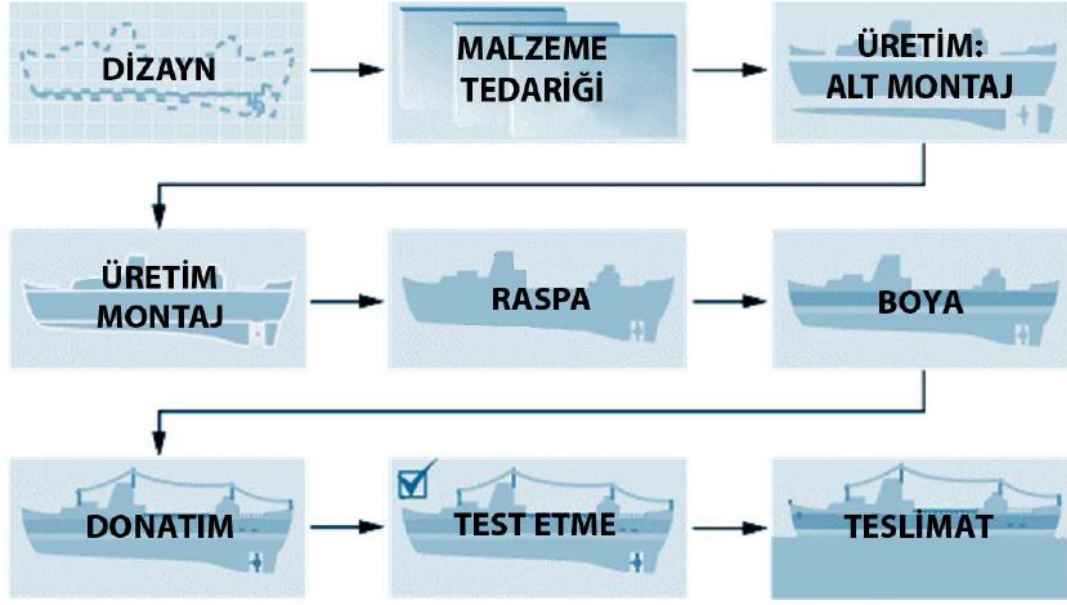 DİZAYN
MALZEME
TEDARİĞİ
ÜRETİM:
ALT MONTAJ
ÜRETİM
MONTAJ
RASPA
BOYA
DONATIM
TEST ETME
TESLİMAT